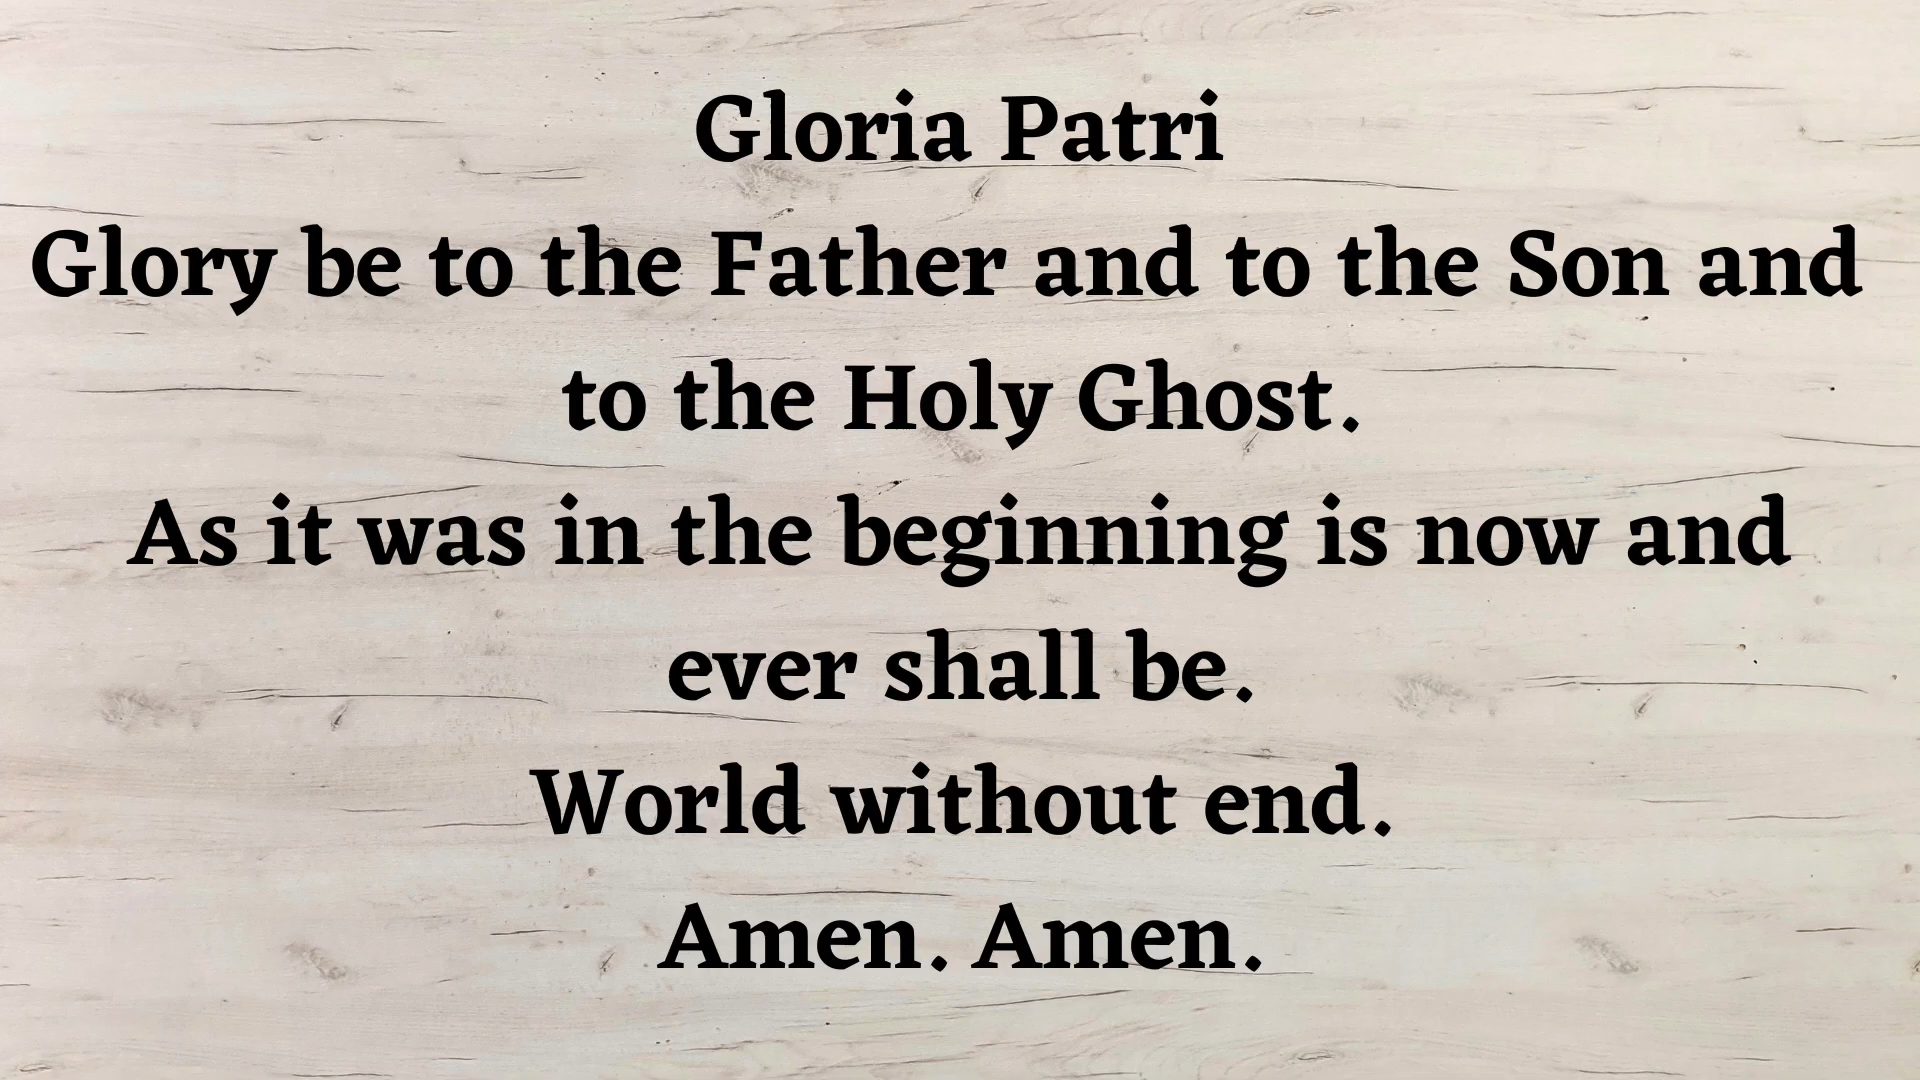 Gloria Patri
Glory be to the Father and to the Son and
to the Holy Ghost.
As it was in the beginning is now and
ever shall be.
World without end.
Amen. Amen.